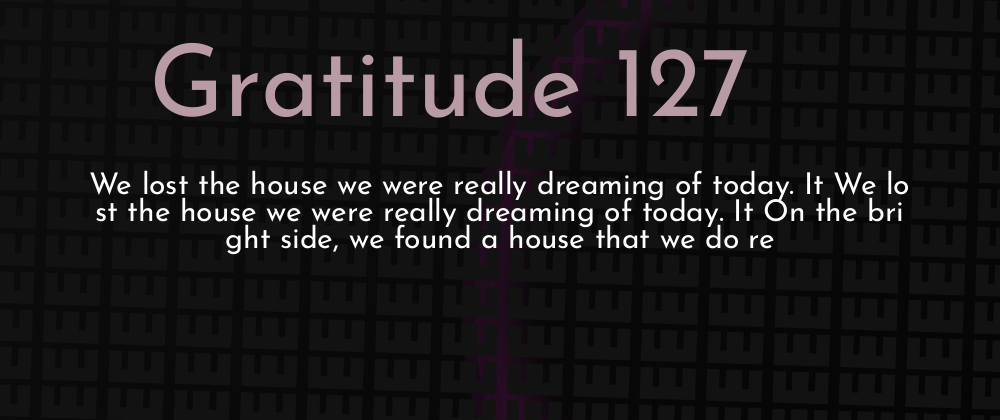 Gratitude 127
We lost the house we were really dreaming of today. It We lo
st the house we were really dreaming of today. It On the bri
ght side, we found a house that we do re